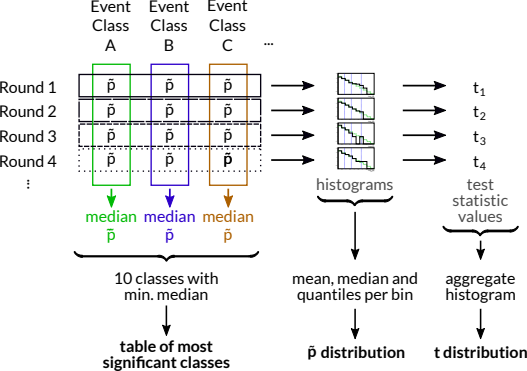 Event Class A
Event Class B
Event Class C
...
Round 1 p̃ p̃ p̃ t1
Round 2 p̃ p̃ p̃ t2
Round 3 p̃ p̃ p̃ t3
Round 4 p̃ p̃ p̃ t4
...
histograms
test
statistic
values
median p̃
median p̃
median p̃
10 classes with
min. median
mean, median and
quantiles per bin
aggregate
histogram
table of most
significant classes
p̃ distribution
t distribution